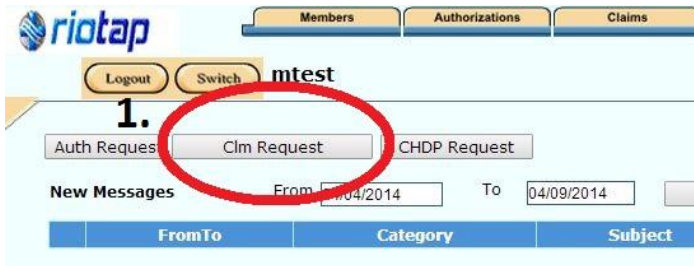 riotap
Members Authorizations Claims
Logout Switch mtest
1.
Auth Request Clm Request CHDP Request
New Messages From /04/2014 To 04/09/2014
FromTo Category Subject